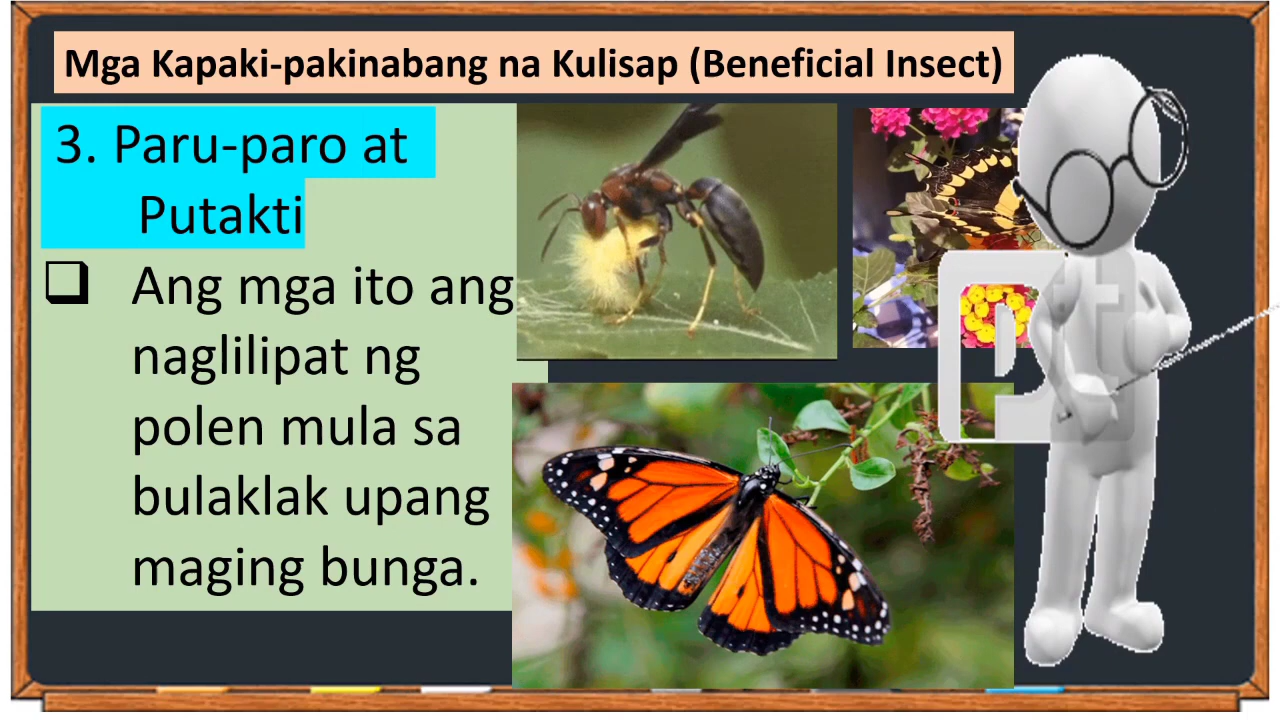 Mga Kapaki-pakinabang na Kulisap (Beneficial Insect)
3. Paru-paro at
Putakti
Ang mga ito ang
naglilipat ng
polen mula sa
bulaklak upang
maging bunga.